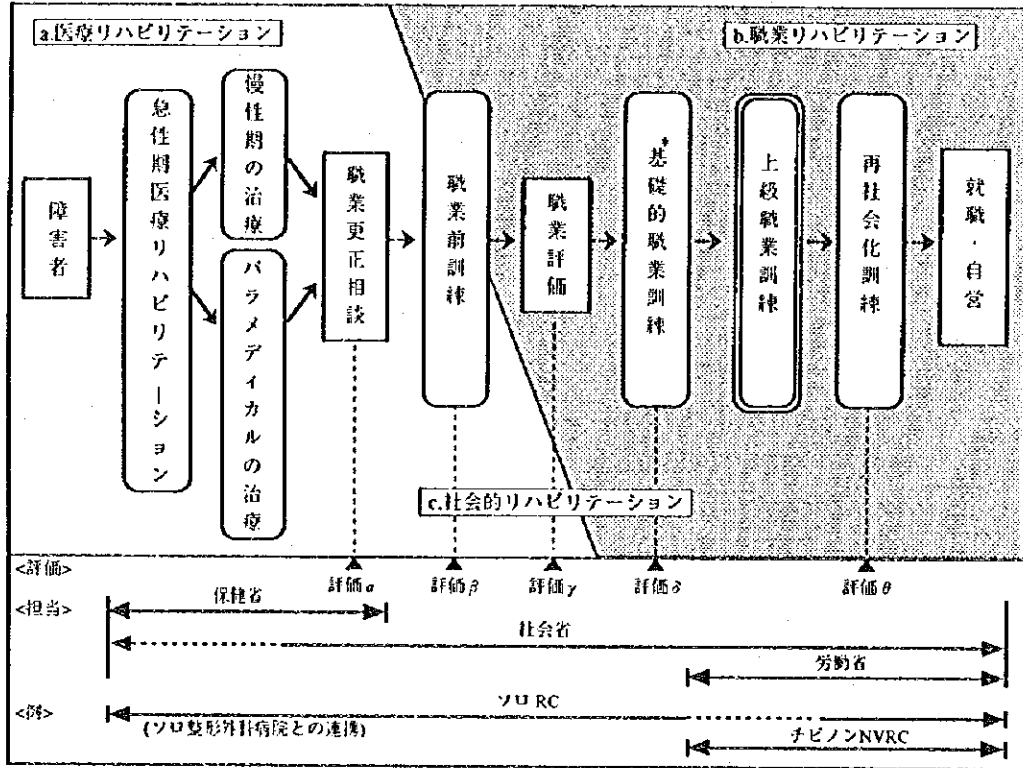 a.医療リハビリテーション
b.職業リハビリテーション
障害者
急性期医療リハビリテーション
慢性期の治療
パラメディカルの治療
職業更正相談
職業前訓練
職業評価
基*礎的職業訓練
上級職業訓練
再社会化訓練
就職・自営
c.社会的リハビリテーション
<評価>
評価α
評価β
評価γ
評価δ
評価θ
<担当>
保健省
社会省
労働省
<例>
ソロRC
(ソロ整形外科病院との連携)
チビノンNVRC